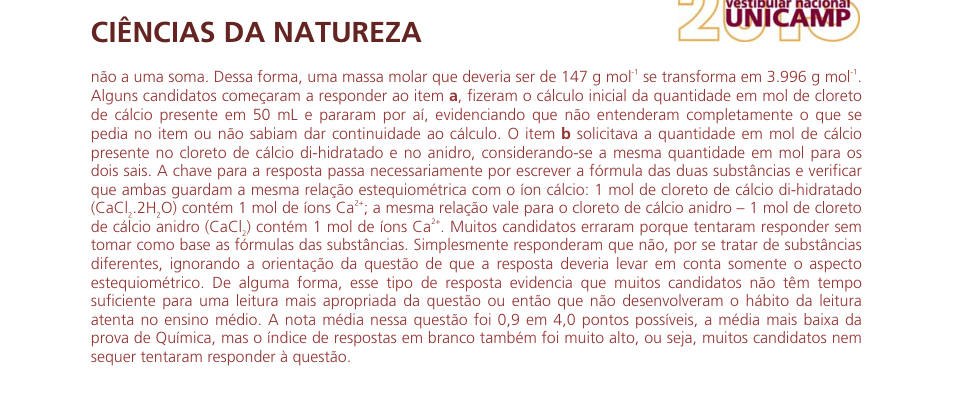 vestibular nacional
UNICAMP
CIÊNCIAS DA NATUREZA
não a uma soma. Dessa forma, uma massa molar que deveria ser de 147 g mol⁻¹ se transforma em 3.996 g mol⁻¹.
Alguns candidatos começaram a responder ao item a, fizeram o cálculo inicial da quantidade em mol de cloreto
de cálcio presente em 50 mL e pararam por aí, evidenciando que não entenderam completamente o que se
pedia no item ou não sabiam dar continuidade ao cálculo. O item b solicitava a quantidade em mol de cálcio
presente no cloreto de cálcio di-hidratado e no anidro, considerando-se a mesma quantidade em mol para os
dois sais. A chave para a resposta passa necessariamente por escrever a fórmula das duas substâncias e verificar
que ambas guardam a mesma relação estequiométrica com o íon cálcio: 1 mol de cloreto de cálcio di-hidratado
(CaCl₂.2H₂O) contém 1 mol de íons Ca²⁺; a mesma relação vale para o cloreto de cálcio anidro – 1 mol de cloreto
de cálcio anidro (CaCl₂) contém 1 mol de íons Ca²⁺. Muitos candidatos erraram porque tentaram responder sem
tomar como base as fórmulas das substâncias. Simplesmente responderam que não, por se tratar de substâncias
diferentes, ignorando a orientação da questão de que a resposta deveria levar em conta somente o aspecto
estequiométrico. De alguma forma, esse tipo de resposta evidencia que muitos candidatos não têm tempo
suficiente para uma leitura mais apropriada da questão ou então que não desenvolveram o hábito da leitura
atenta no ensino médio. A nota média nessa questão foi 0,9 em 4,0 pontos possíveis, a média mais baixa da
prova de Química, mas o índice de respostas em branco também foi muito alto, ou seja, muitos candidatos nem
sequer tentaram responder à questão.